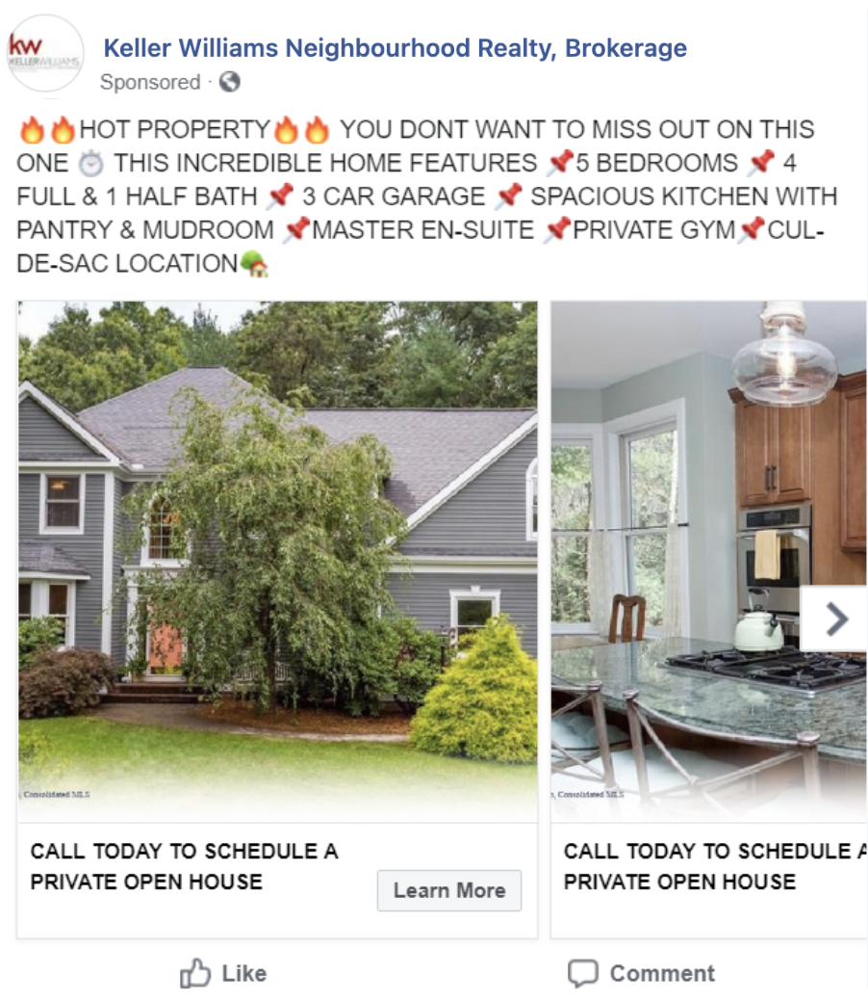 kw
KELLERWILLIAMS
Keller Williams Neighbourhood Realty, Brokerage
Sponsored ·
🔥🔥HOT PROPERTY🔥🔥 YOU DONT WANT TO MISS OUT ON THIS
ONE ⏱️ THIS INCREDIBLE HOME FEATURES 📌5 BEDROOMS 📌 4
FULL & 1 HALF BATH 📌 3 CAR GARAGE 📌 SPACIOUS KITCHEN WITH
PANTRY & MUDROOM 📌MASTER EN-SUITE 📌PRIVATE GYM📌CUL-
DE-SAC LOCATION🏡
, Consolidated MLS
, Consolidated MLS
CALL TODAY TO SCHEDULE A
PRIVATE OPEN HOUSE
Learn More
CALL TODAY TO SCHEDULE A
PRIVATE OPEN HOUSE
Like
Comment